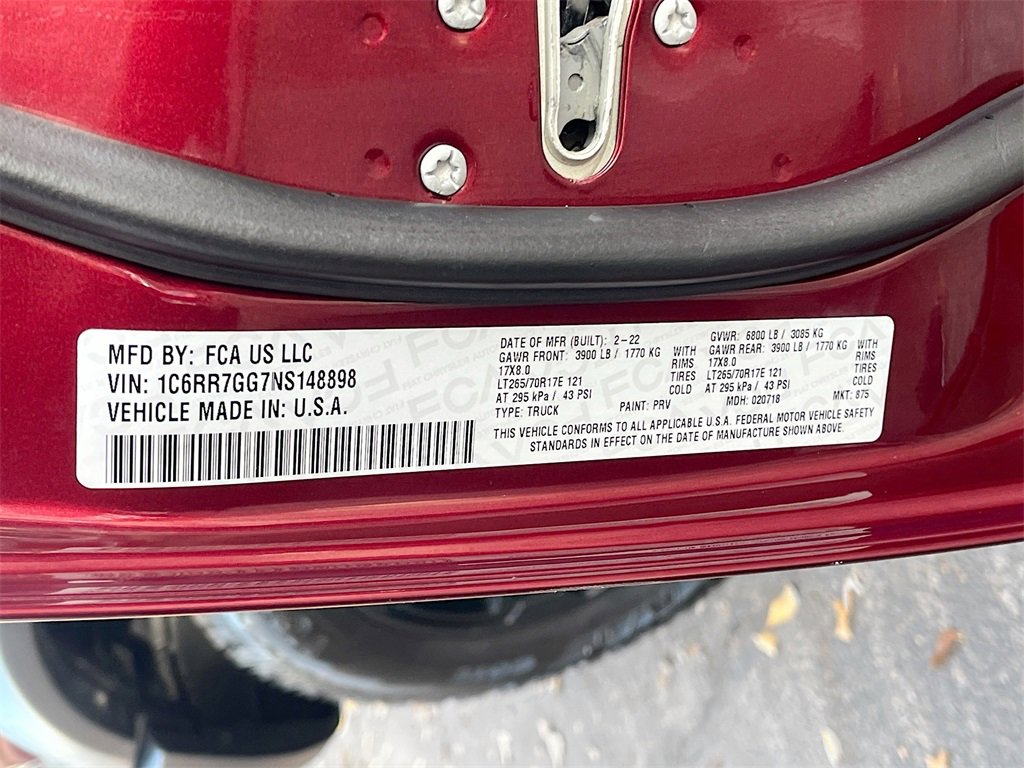 MFD BY: FCA US LLC
VIN: 1C6RR7GG7NS148898
VEHICLE MADE IN: U.S.A.
DATE OF MFR (BUILT): 2-22
GVWR: 6800 LB / 3085 KG
GAWR FRONT: 3900 LB / 1770 KG WITH
17X8.0 RIMS
LT265/70R17E 121 TIRES
AT 295 kPa / 43 PSI COLD
GAWR REAR: 3900 LB / 1770 KG WITH
17X8.0 RIMS
LT265/70R17E 121 TIRES
AT 295 kPa / 43 PSI COLD
TYPE: TRUCK PAINT: PRV MDH: 020718 MKT: 875
THIS VEHICLE CONFORMS TO ALL APPLICABLE U.S.A. FEDERAL MOTOR VEHICLE SAFETY
STANDARDS IN EFFECT ON THE DATE OF MANUFACTURE SHOWN ABOVE.